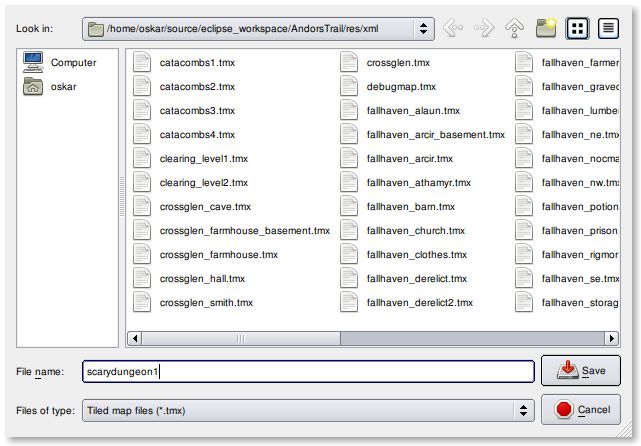 Look in: /home/oskar/source/eclipse_workspace/AndorsTrail/res/xml
Computer
oskar
catacombs1.tmx
catacombs2.tmx
catacombs3.tmx
catacombs4.tmx
clearing_level1.tmx
clearing_level2.tmx
crossglen_cave.tmx
crossglen_farmhouse_basement.tmx
crossglen_farmhouse.tmx
crossglen_hall.tmx
crossglen_smith.tmx
crossglen.tmx
debugmap.tmx
fallhaven_alaun.tmx
fallhaven_arcir_basement.tmx
fallhaven_arcir.tmx
fallhaven_athamyr.tmx
fallhaven_barn.tmx
fallhaven_church.tmx
fallhaven_clothes.tmx
fallhaven_derelict.tmx
fallhaven_derelict2.tmx
fallhaven_farmer
fallhaven_graved
fallhaven_lumber
fallhaven_ne.tmx
fallhaven_nocma
fallhaven_nw.tmx
fallhaven_potion
fallhaven_prison
fallhaven_rigmor
fallhaven_se.tmx
fallhaven_storag
File name: scarydungeon1
Save
Files of type: Tiled map files (*.tmx)
Cancel